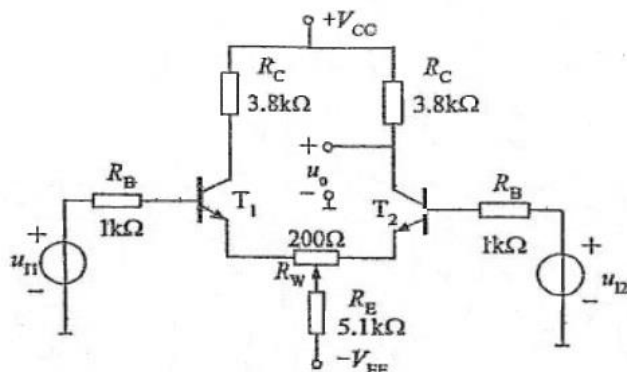 +V_CC
R_C
3.8kΩ
R_C
3.8kΩ
+
u_o
−
R_B
1kΩ
T_1
T_2
R_B
1kΩ
+
u_I1
−
+
u_I2
−
200Ω
R_W
R_E
5.1kΩ
−V_EE